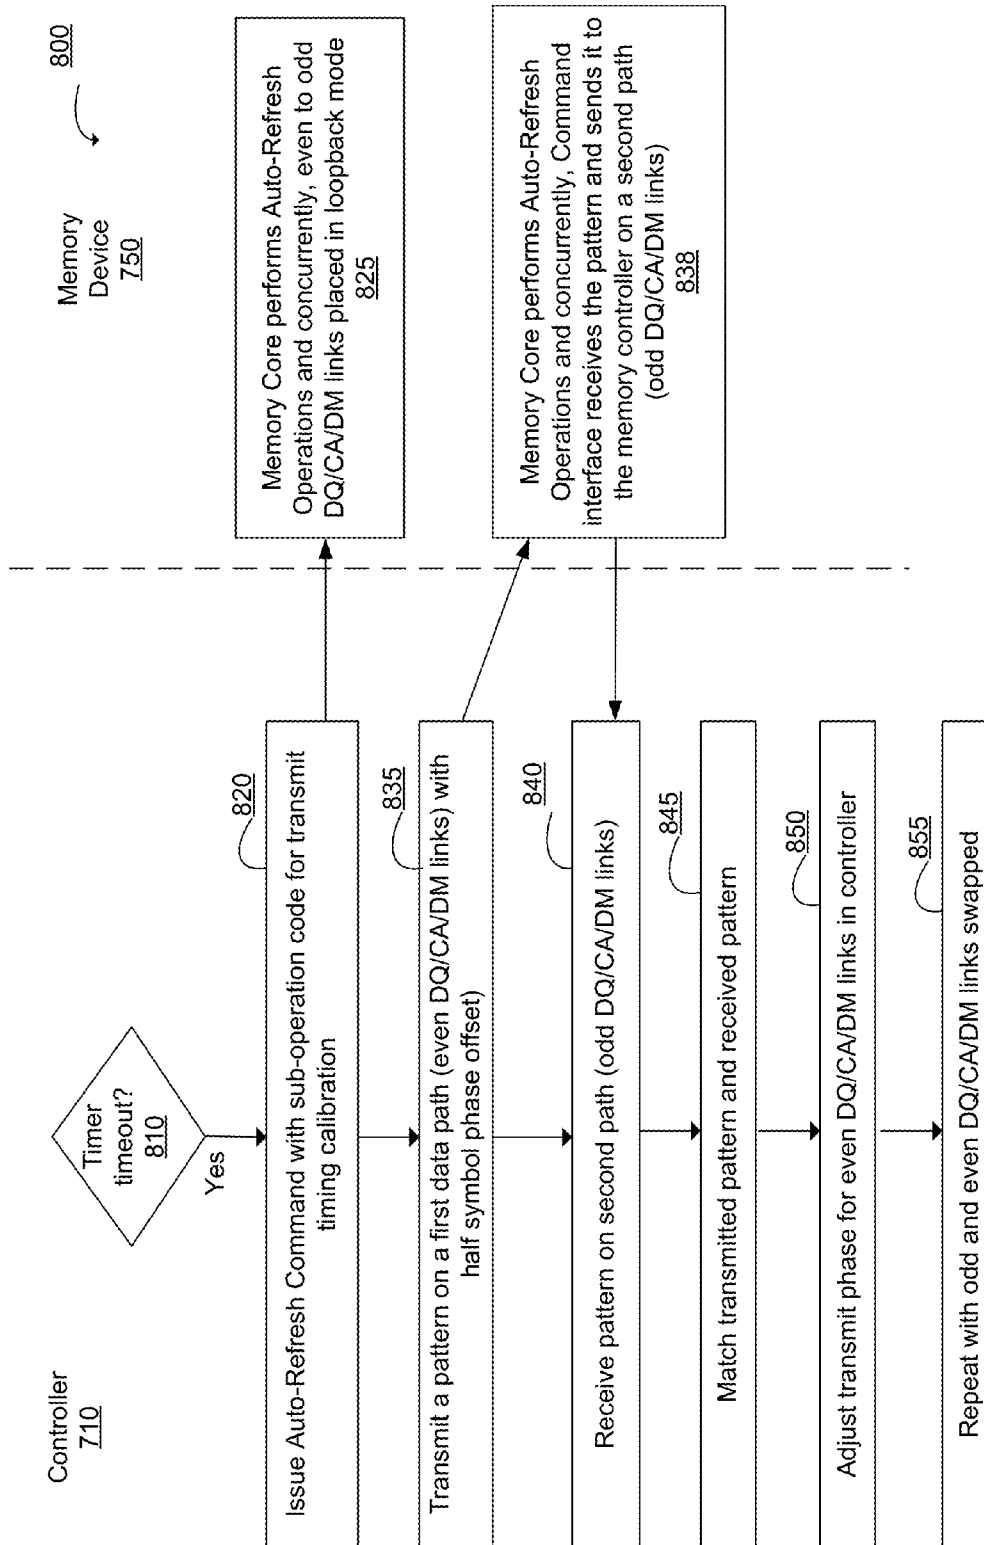 Controller
710
Memory
Device
750
800
Timer
timeout?
810
Yes
820
Issue Auto-Refresh Command with sub-operation code for transmit
timing calibration
Memory Core performs Auto-Refresh
Operations and concurrently, even to odd
DQ/CA/DM links placed in loopback mode
825
835
Transmit a pattern on a first data path (even DQ/CA/DM links) with
half symbol phase offset)
Memory Core performs Auto-Refresh
Operations and concurrently, Command
interface receives the pattern and sends it to
the memory controller on a second path
(odd DQ/CA/DM links)
838
840
Receive pattern on second path (odd DQ/CA/DM links)
845
Match transmitted pattern and received pattern
850
Adjust transmit phase for even DQ/CA/DM links in controller
855
Repeat with odd and even DQ/CA/DM links swapped